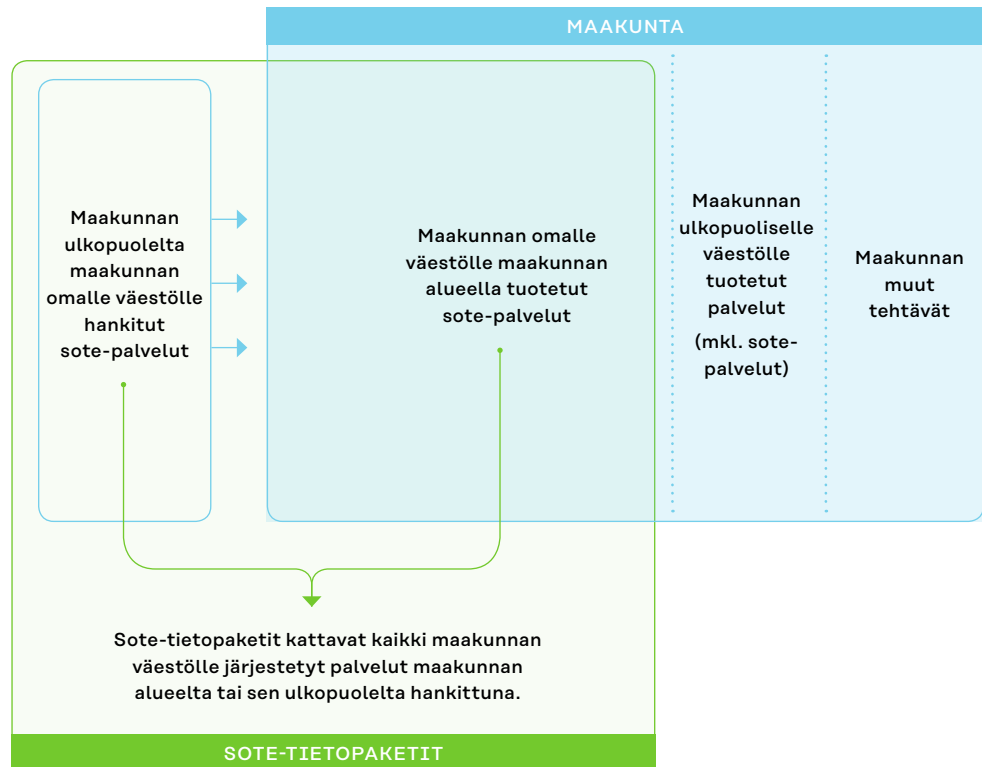 MAAKUNTA
Maakunnan
ulkopuolelta
maakunnan
omalle väestölle
hankitut
sote-palvelut
Maakunnan omalle
väestölle maakunnan
alueella tuotetut
sote-palvelut
Maakunnan
ulkopuoliselle
väestölle
tuotetut
palvelut
(mkl. sote-
palvelut)
Maakunnan
muut
tehtävät
Sote-tietopaketit kattavat kaikki maakunnan
väestölle järjestetyt palvelut maakunnan
alueelta tai sen ulkopuolelta hankittuna.
SOTE-TIETOPAKETIT